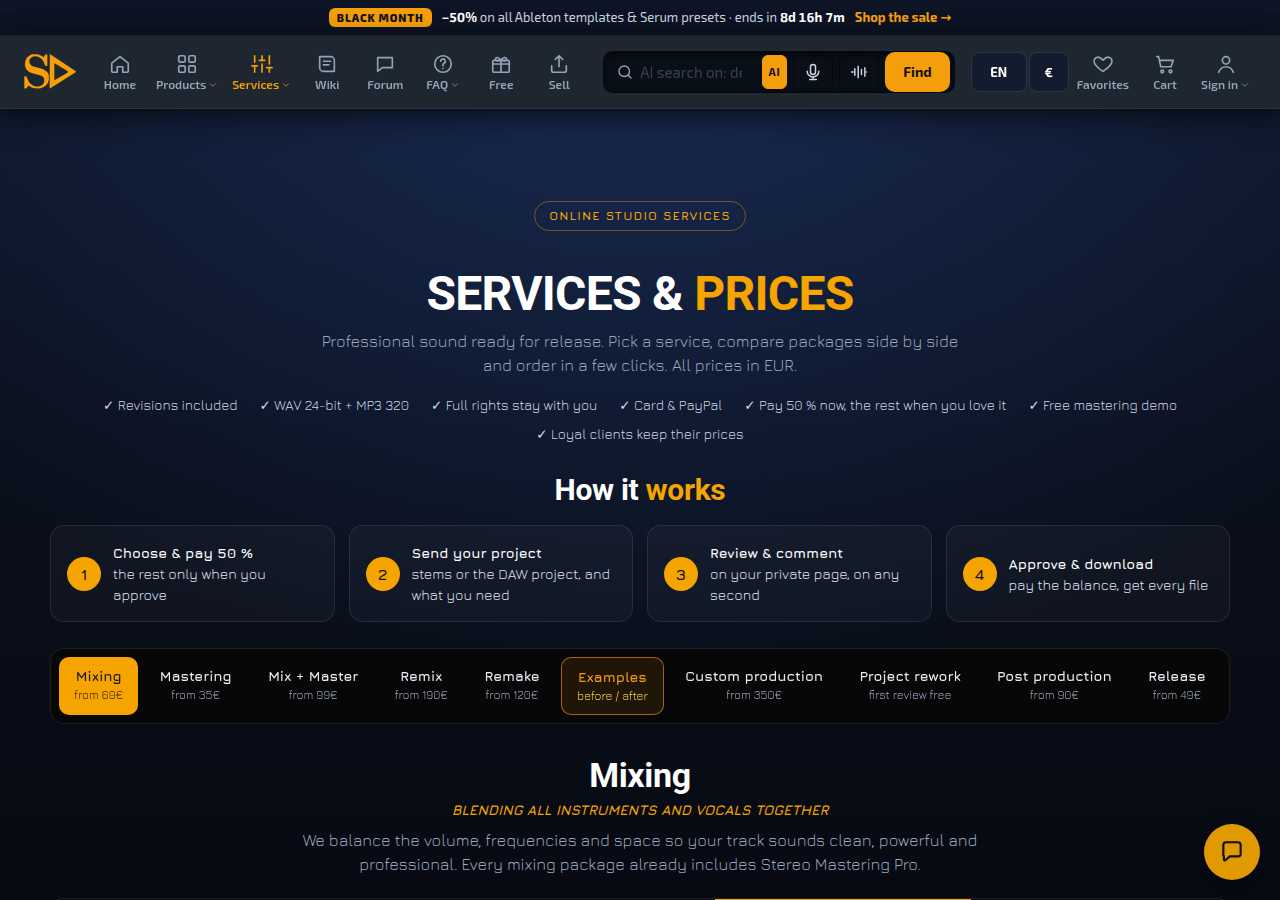 BLACK MONTH −50% on all Ableton templates & Serum presets · ends in 8d 16h 7m Shop the sale →
Home
Products
Services
Wiki
Forum
FAQ
Free
Sell
AI search on: dr
AI
Find
EN
€
Favorites
Cart
Sign in
ONLINE STUDIO SERVICES
SERVICES & PRICES
Professional sound ready for release. Pick a service, compare packages side by side
and order in a few clicks. All prices in EUR.
✓ Revisions included ✓ WAV 24-bit + MP3 320 ✓ Full rights stay with you ✓ Card & PayPal ✓ Pay 50 % now, the rest when you love it ✓ Free mastering demo
✓ Loyal clients keep their prices
How it works
1
Choose & pay 50 %
the rest only when you
approve
2
Send your project
stems or the DAW project, and
what you need
3
Review & comment
on your private page, on any
second
4
Approve & download
pay the balance, get every file
Mixing
from 69€
Mastering
from 35€
Mix + Master
from 99€
Remix
from 190€
Remake
from 120€
Examples
before / after
Custom production
from 350€
Project rework
first review free
Post production
from 90€
Release
from 49€
Mixing
BLENDING ALL INSTRUMENTS AND VOCALS TOGETHER
We balance the volume, frequencies and space so your track sounds clean, powerful and
professional. Every mixing package already includes Stereo Mastering Pro.